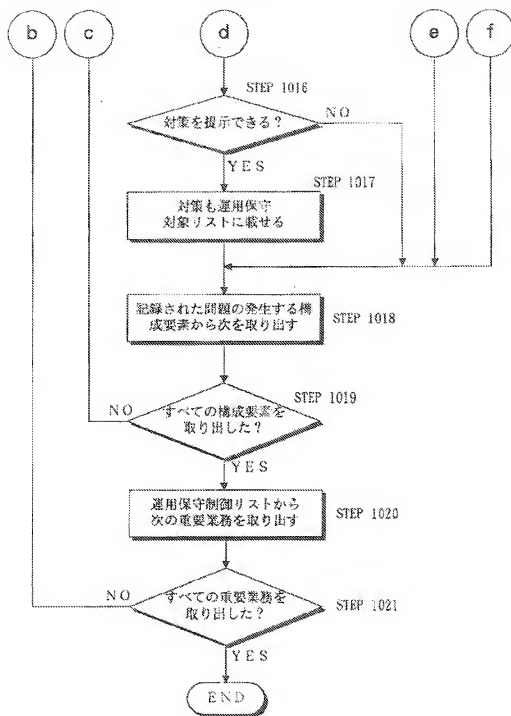 b
c
d
e
f
STEP 1016
対策を提示できる?
NO
YES
STEP 1017
対策も運用保守
対象リストに載せる
記録された問題の発生する構
成要素から次を取り出す
STEP 1018
STEP 1019
NO
すべての構成要素を
取り出した?
YES
運用保守制御リストから
次の重要業務を取り出す
STEP 1020
NO
すべての重要業務を
取り出した?
STEP 1021
YES
END